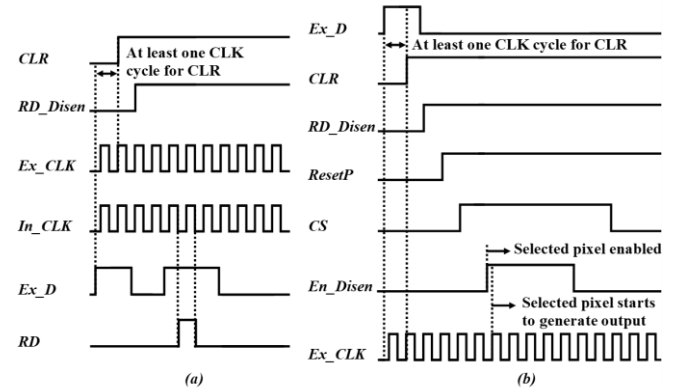 CLR
At least one CLK
cycle for CLR
RD_Disen
Ex_CLK
In_CLK
Ex_D
RD
(a)
Ex_D
At least one CLK cycle for CLR
CLR
RD_Disen
ResetP
CS
Selected pixel enabled
En_Disen
Selected pixel starts
to generate output
Ex_CLK
(b)